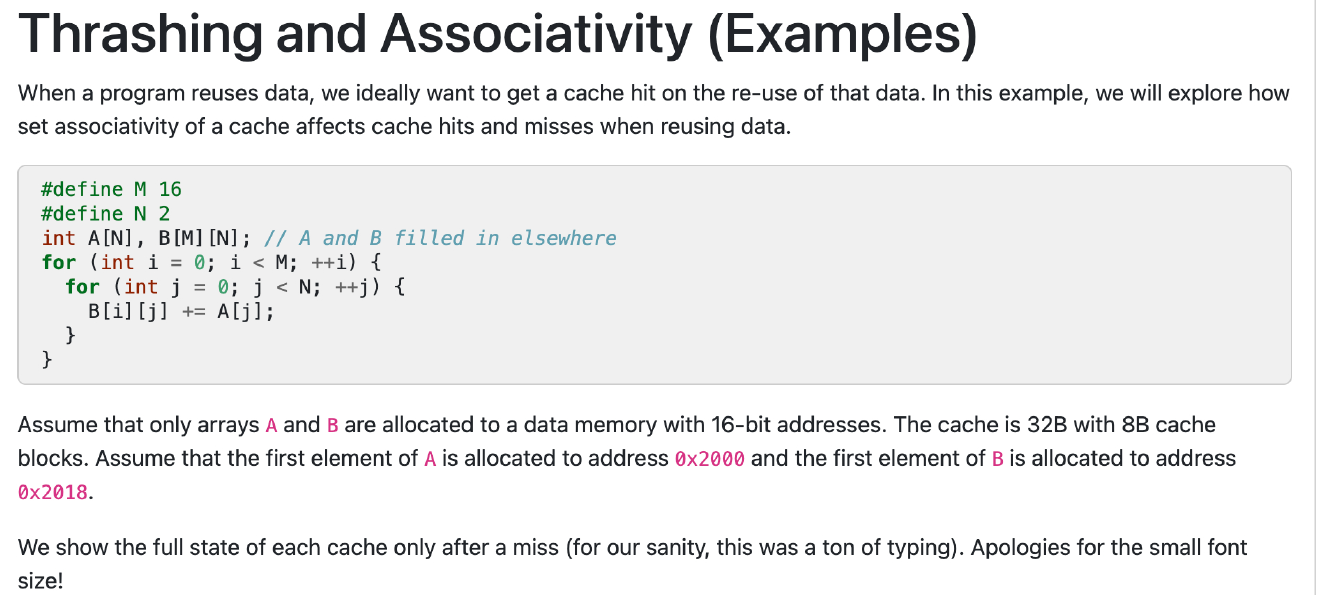 Thrashing and Associativity (Examples)
When a program reuses data, we ideally want to get a cache hit on the re-use of that data. In this example, we will explore how
set associativity of a cache affects cache hits and misses when reusing data.
#define M 16
#define N 2
int A[N], B[M][N]; // A and B filled in elsewhere
for (int i = 0; i < M; ++i) {
  for (int j = 0; j < N; ++j) {
    B[i][j] += A[j];
  }
}
Assume that only arrays A and B are allocated to a data memory with 16-bit addresses. The cache is 32B with 8B cache
blocks. Assume that the first element of A is allocated to address 0x2000 and the first element of B is allocated to address
0x2018.
We show the full state of each cache only after a miss (for our sanity, this was a ton of typing). Apologies for the small font
size!